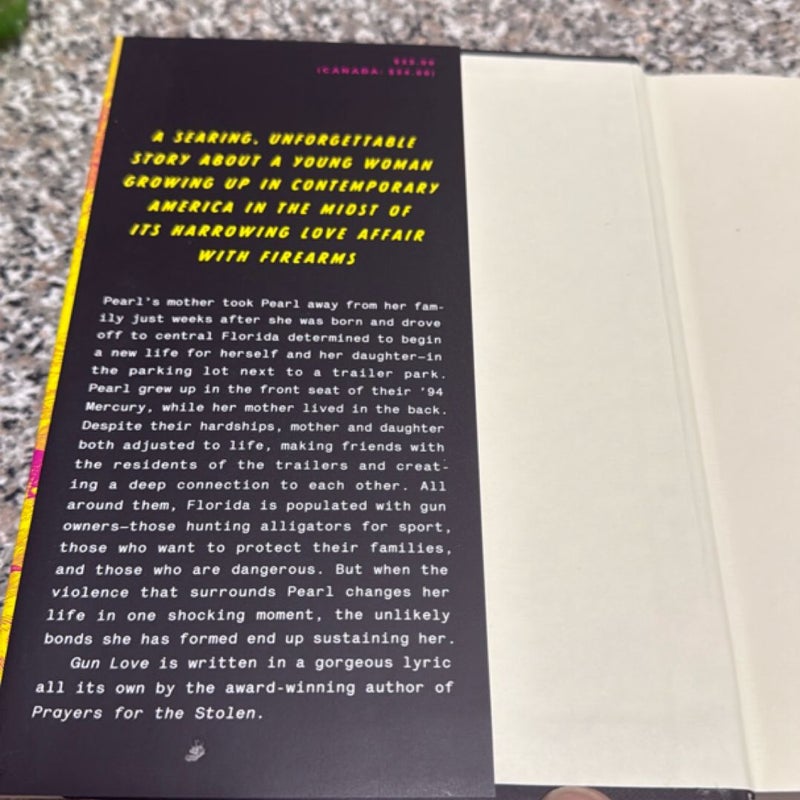 (CANADA:
A SEARING, UNFORGETTABLE
STORY ABOUT A YOUNG WOMAN
GROWING UP IN CONTEMPORARY
AMERICA IN THE MIDST OF
ITS HARROWING LOVE AFFAIR
WITH FIREARMS
Pearl's mother took Pearl away from her fam-
ily just weeks after she was born and drove
off to central Florida determined to begin
a new life for herself and her daughter—in
the parking lot next to a trailer park.
Pearl grew up in the front seat of their '94
Mercury, while her mother lived in the back.
Despite their hardships, mother and daughter
both adjusted to life, making friends with
the residents of the trailers and creat-
ing a deep connection to each other. All
around them, Florida is populated with gun
owners—those hunting alligators for sport,
those who want to protect their families,
and those who are dangerous. But when the
violence that surrounds Pearl changes her
life in one shocking moment, the unlikely
bonds she has formed end up sustaining her.
Gun Love is written in a gorgeous lyric
all its own by the award-winning author of
Prayers for the Stolen.